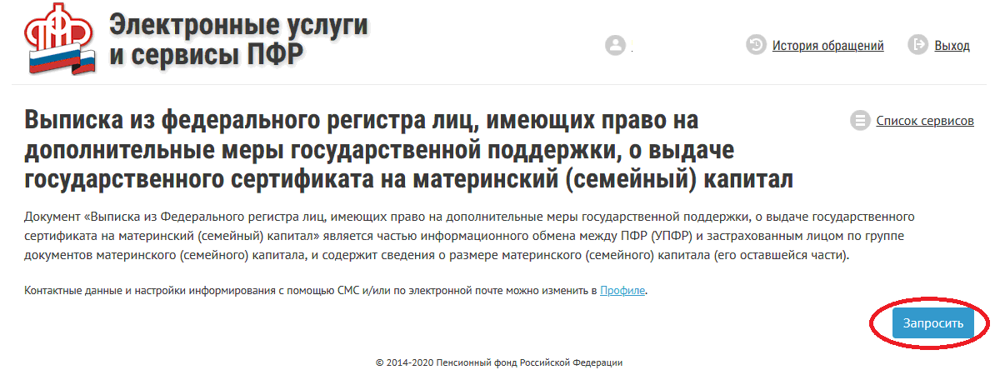 Электронные услуги
и сервисы ПФР
История обращений
Выход
Выписка из федерального регистра лиц, имеющих право на
дополнительные меры государственной поддержки, о выдаче
государственного сертификата на материнский (семейный) капитал
Список сервисов
Документ «Выписка из Федерального регистра лиц, имеющих право на дополнительные меры государственной поддержки, о выдаче государственного
сертификата на материнский (семейный) капитал» является частью информационного обмена между ПФР (УПФР) и застрахованным лицом по группе
документов материнского (семейного) капитала, и содержит сведения о размере материнского (семейного) капитала (его оставшейся части).
Контактные данные и настройки информирования с помощью СМС и/или по электронной почте можно изменить в Профиле.
Запросить
© 2014-2020 Пенсионный фонд Российской Федерации